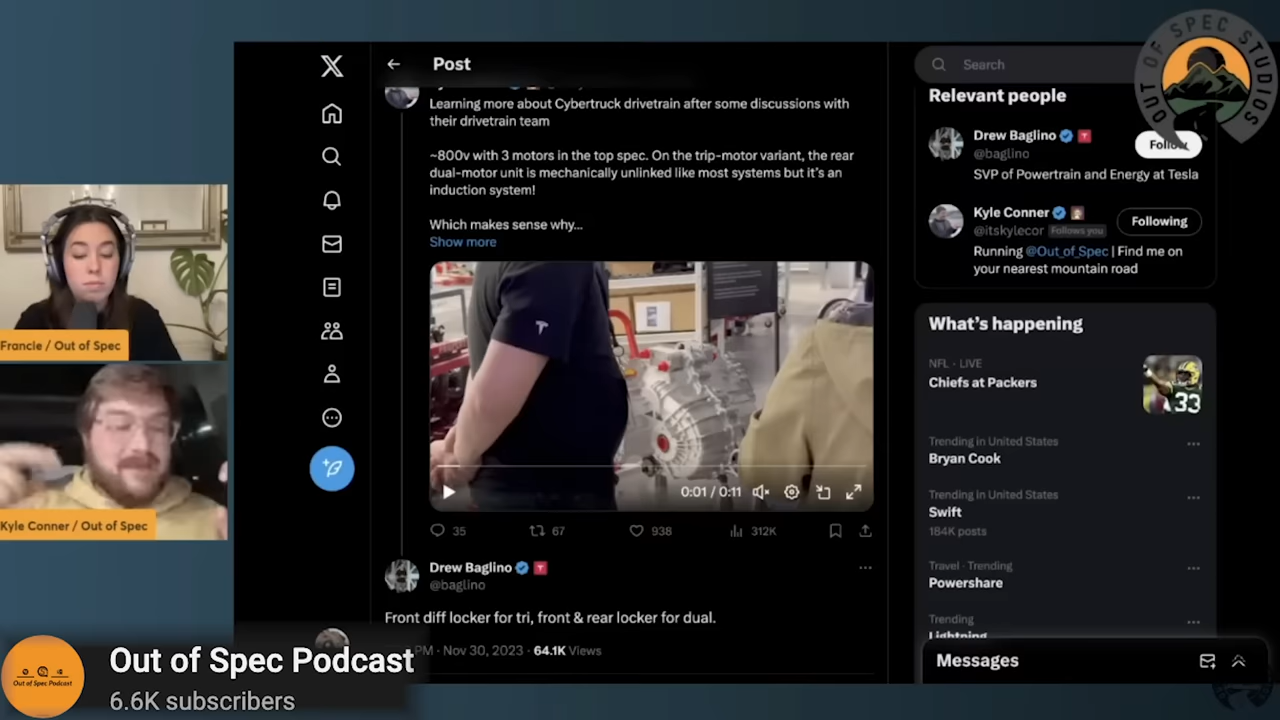 OUT OF SPEC STUDIOS
Post
Search
Learning more about Cybertruck drivetrain after some discussions with
their drivetrain team
~800v with 3 motors in the top spec. On the trip-motor variant, the rear
dual-motor unit is mechanically unlinked like most systems but it's an
induction system!
Which makes sense why...
Show more
0:01 / 0:11
35
67
938
312K
Drew Baglino
@baglino
Front diff locker for tri, front & rear locker for dual.
PM · Nov 30, 2023 · 64.1K Views
Relevant people
Drew Baglino
@baglino
Follow
SVP of Powertrain and Energy at Tesla
Kyle Conner
@itskylecor Follows you
Following
Running @Out_of_Spec | Find me on
your nearest mountain road
What's happening
NFL · LIVE
Chiefs at Packers
33
Trending in United States
Bryan Cook
Trending in United States
Swift
184K posts
Travel · Trending
Powershare
Trending
Lightning
Messages
Francie / Out of Spec
Kyle Conner / Out of Spec
Out of Spec Podcast
Out of Spec Podcast
6.6K subscribers